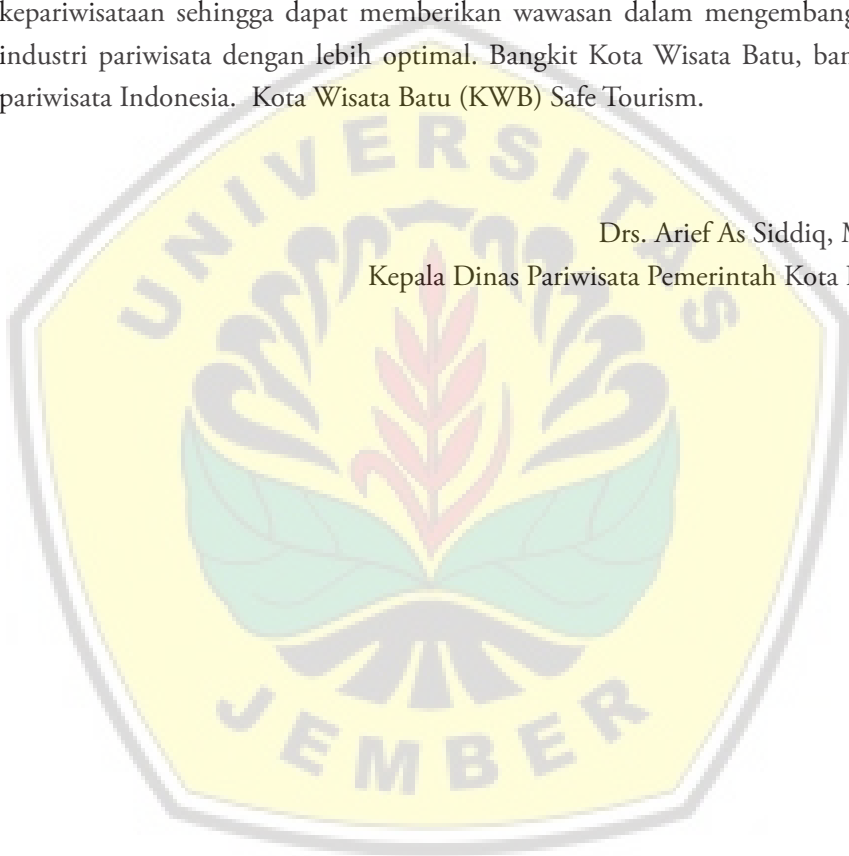 kepariwisataan sehingga dapat memberikan wawasan dalam mengembang
industri pariwisata dengan lebih optimal. Bangkit Kota Wisata Batu, ban
pariwisata Indonesia. Kota Wisata Batu (KWB) Safe Tourism.
Drs. Arief As Siddiq, M
Kepala Dinas Pariwisata Pemerintah Kota
UNIVERSITAS
JEMBER